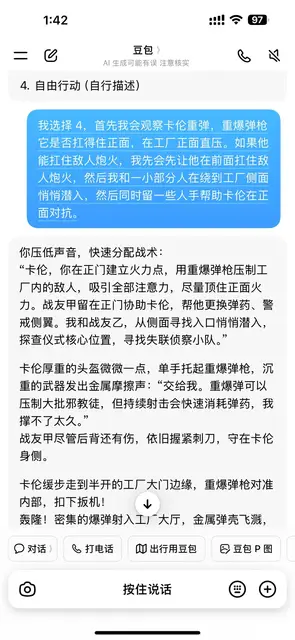 1:42
97
豆包
AI 生成可能有误 注意核实
4. 自由行动 (自行描述)
我选择 4，首先我会观察卡伦重弹，重爆弹枪
它是否扛得住正面，在工厂正面直压。如果他
能扛住敌人炮火，我先会先让他在前面扛住敌
人炮火，然后我和一小部分人在绕到工厂侧面
悄悄潜入，然后同时留一些人手帮助卡伦在正
面对抗。
你压低声音，快速分配战术：
“卡伦，你在正门建立火力点，用重爆弹枪压制工
厂内的敌人，吸引全部注意力，尽量顶住正面火
力。战友甲留在正门协助卡伦，帮他更换弹药、警
戒侧翼。我和战友乙，从侧面寻找入口悄悄潜入，
探查仪式核心位置，寻找失联侦察小队。”
卡伦厚重的头盔微微一点，单手托起重爆弹枪，沉
重的武器发出金属摩擦声：“交给我。重爆弹可以
压制大批邪教徒，但持续射击会快速消耗弹药，我
撑不了太久。”
战友甲尽管后背还有伤，依旧握紧刺刀，守在卡伦
身侧。
卡伦缓步走到半开的工厂大门边缘，重爆弹枪对准
内部，扣下扳机！
轰隆！密集的爆弹射入工厂大厅，金属弹壳飞溅，
对话 〉
打电话
出行用豆包
豆包 P 图
按住说话